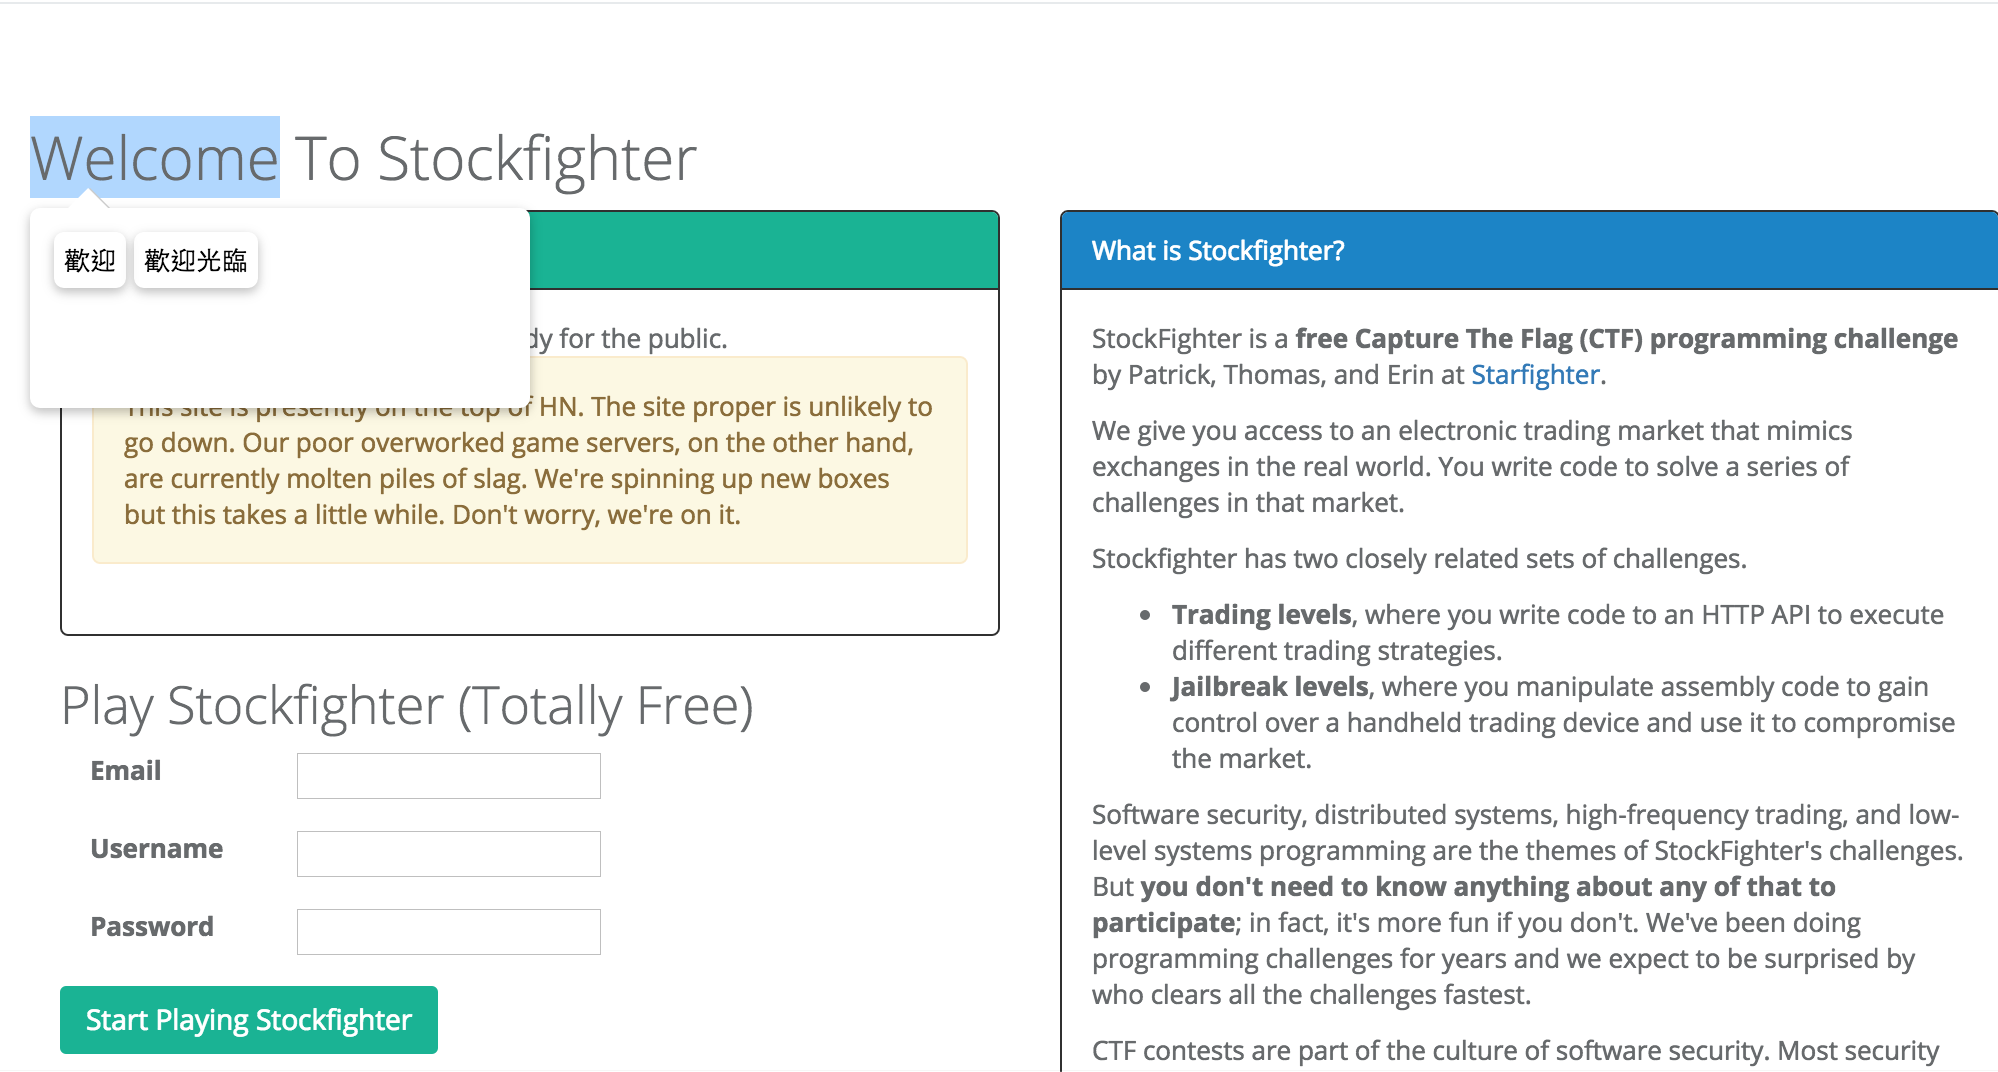 Welcome To Stockfighter
歡迎 歡迎光臨
dy for the public.
This site is presently on the top of HN. The site proper is unlikely to
go down. Our poor overworked game servers, on the other hand,
are currently molten piles of slag. We're spinning up new boxes
but this takes a little while. Don't worry, we're on it.
Play Stockfighter (Totally Free)
Email
Username
Password
Start Playing Stockfighter
What is Stockfighter?
StockFighter is a free Capture The Flag (CTF) programming challenge
by Patrick, Thomas, and Erin at Starfighter.
We give you access to an electronic trading market that mimics
exchanges in the real world. You write code to solve a series of
challenges in that market.
Stockfighter has two closely related sets of challenges.
• Trading levels, where you write code to an HTTP API to execute
different trading strategies.
• Jailbreak levels, where you manipulate assembly code to gain
control over a handheld trading device and use it to compromise
the market.
Software security, distributed systems, high-frequency trading, and low-
level systems programming are the themes of StockFighter's challenges.
But you don't need to know anything about any of that to
participate; in fact, it's more fun if you don't. We've been doing
programming challenges for years and we expect to be surprised by
who clears all the challenges fastest.
CTF contests are part of the culture of software security. Most security